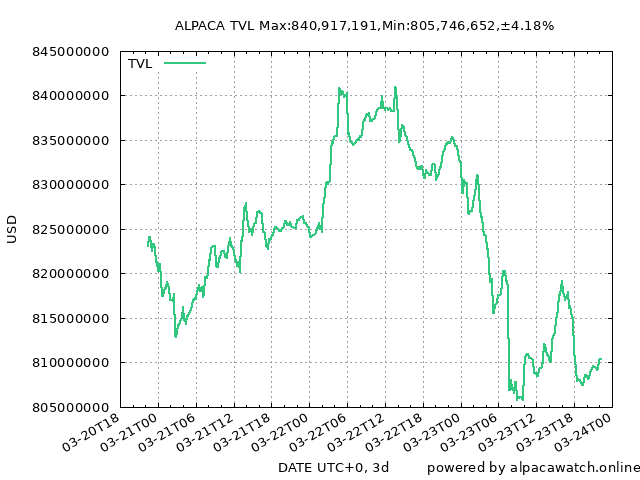 ALPACA TVL Max:840,917,191,Min:805,746,652,±4.18%
845000000
TVL
840000000
835000000
830000000
825000000
820000000
815000000
810000000
805000000
USD
03-20T18
03-21T00
03-21T06
03-21T12
03-21T18
03-22T00
03-22T06
03-22T12
03-22T18
03-23T00
03-23T06
03-23T12
03-23T18
03-24T00
DATE UTC+0, 3d
powered by alpacawatch.online